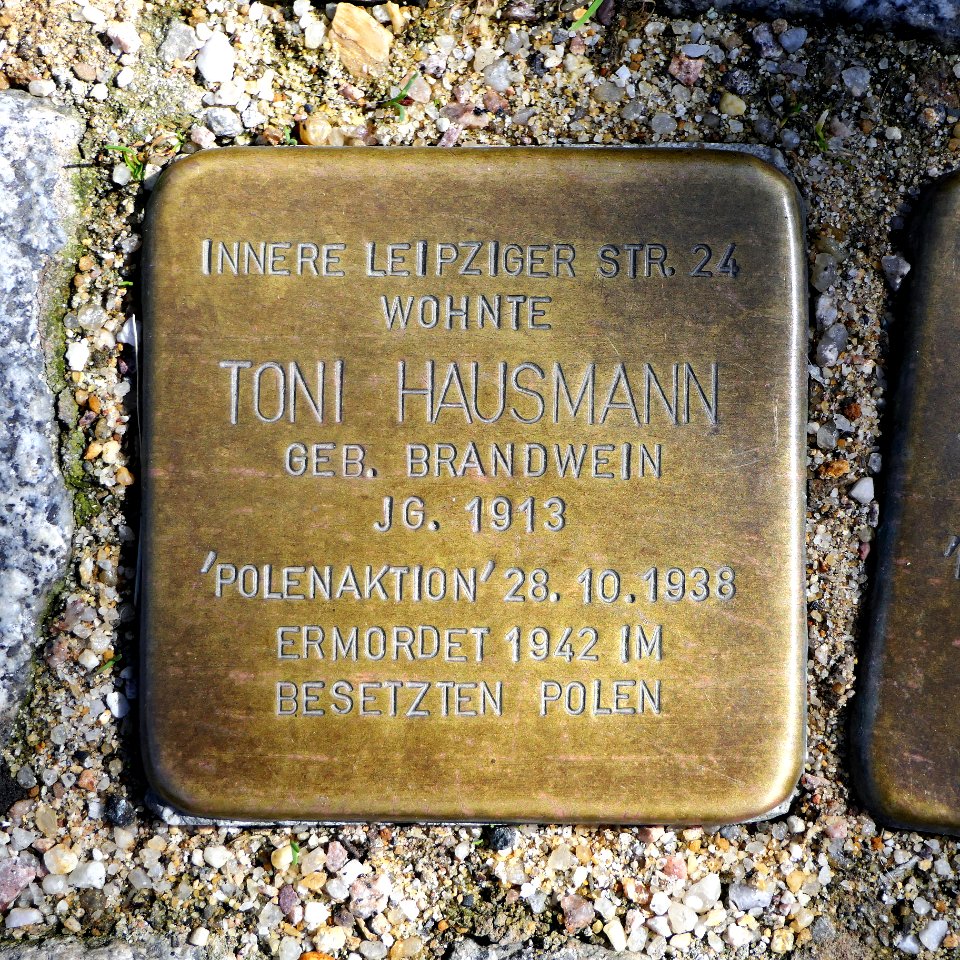 INNERE LEIPZIGER STR. 24
WOHNTE
TONI HAUSMANN
GEB. BRANDWEIN
JG. 1913
'POLENAKTION' 28.10.1938
ERMORDET 1942 IM
BESETZTEN POLEN